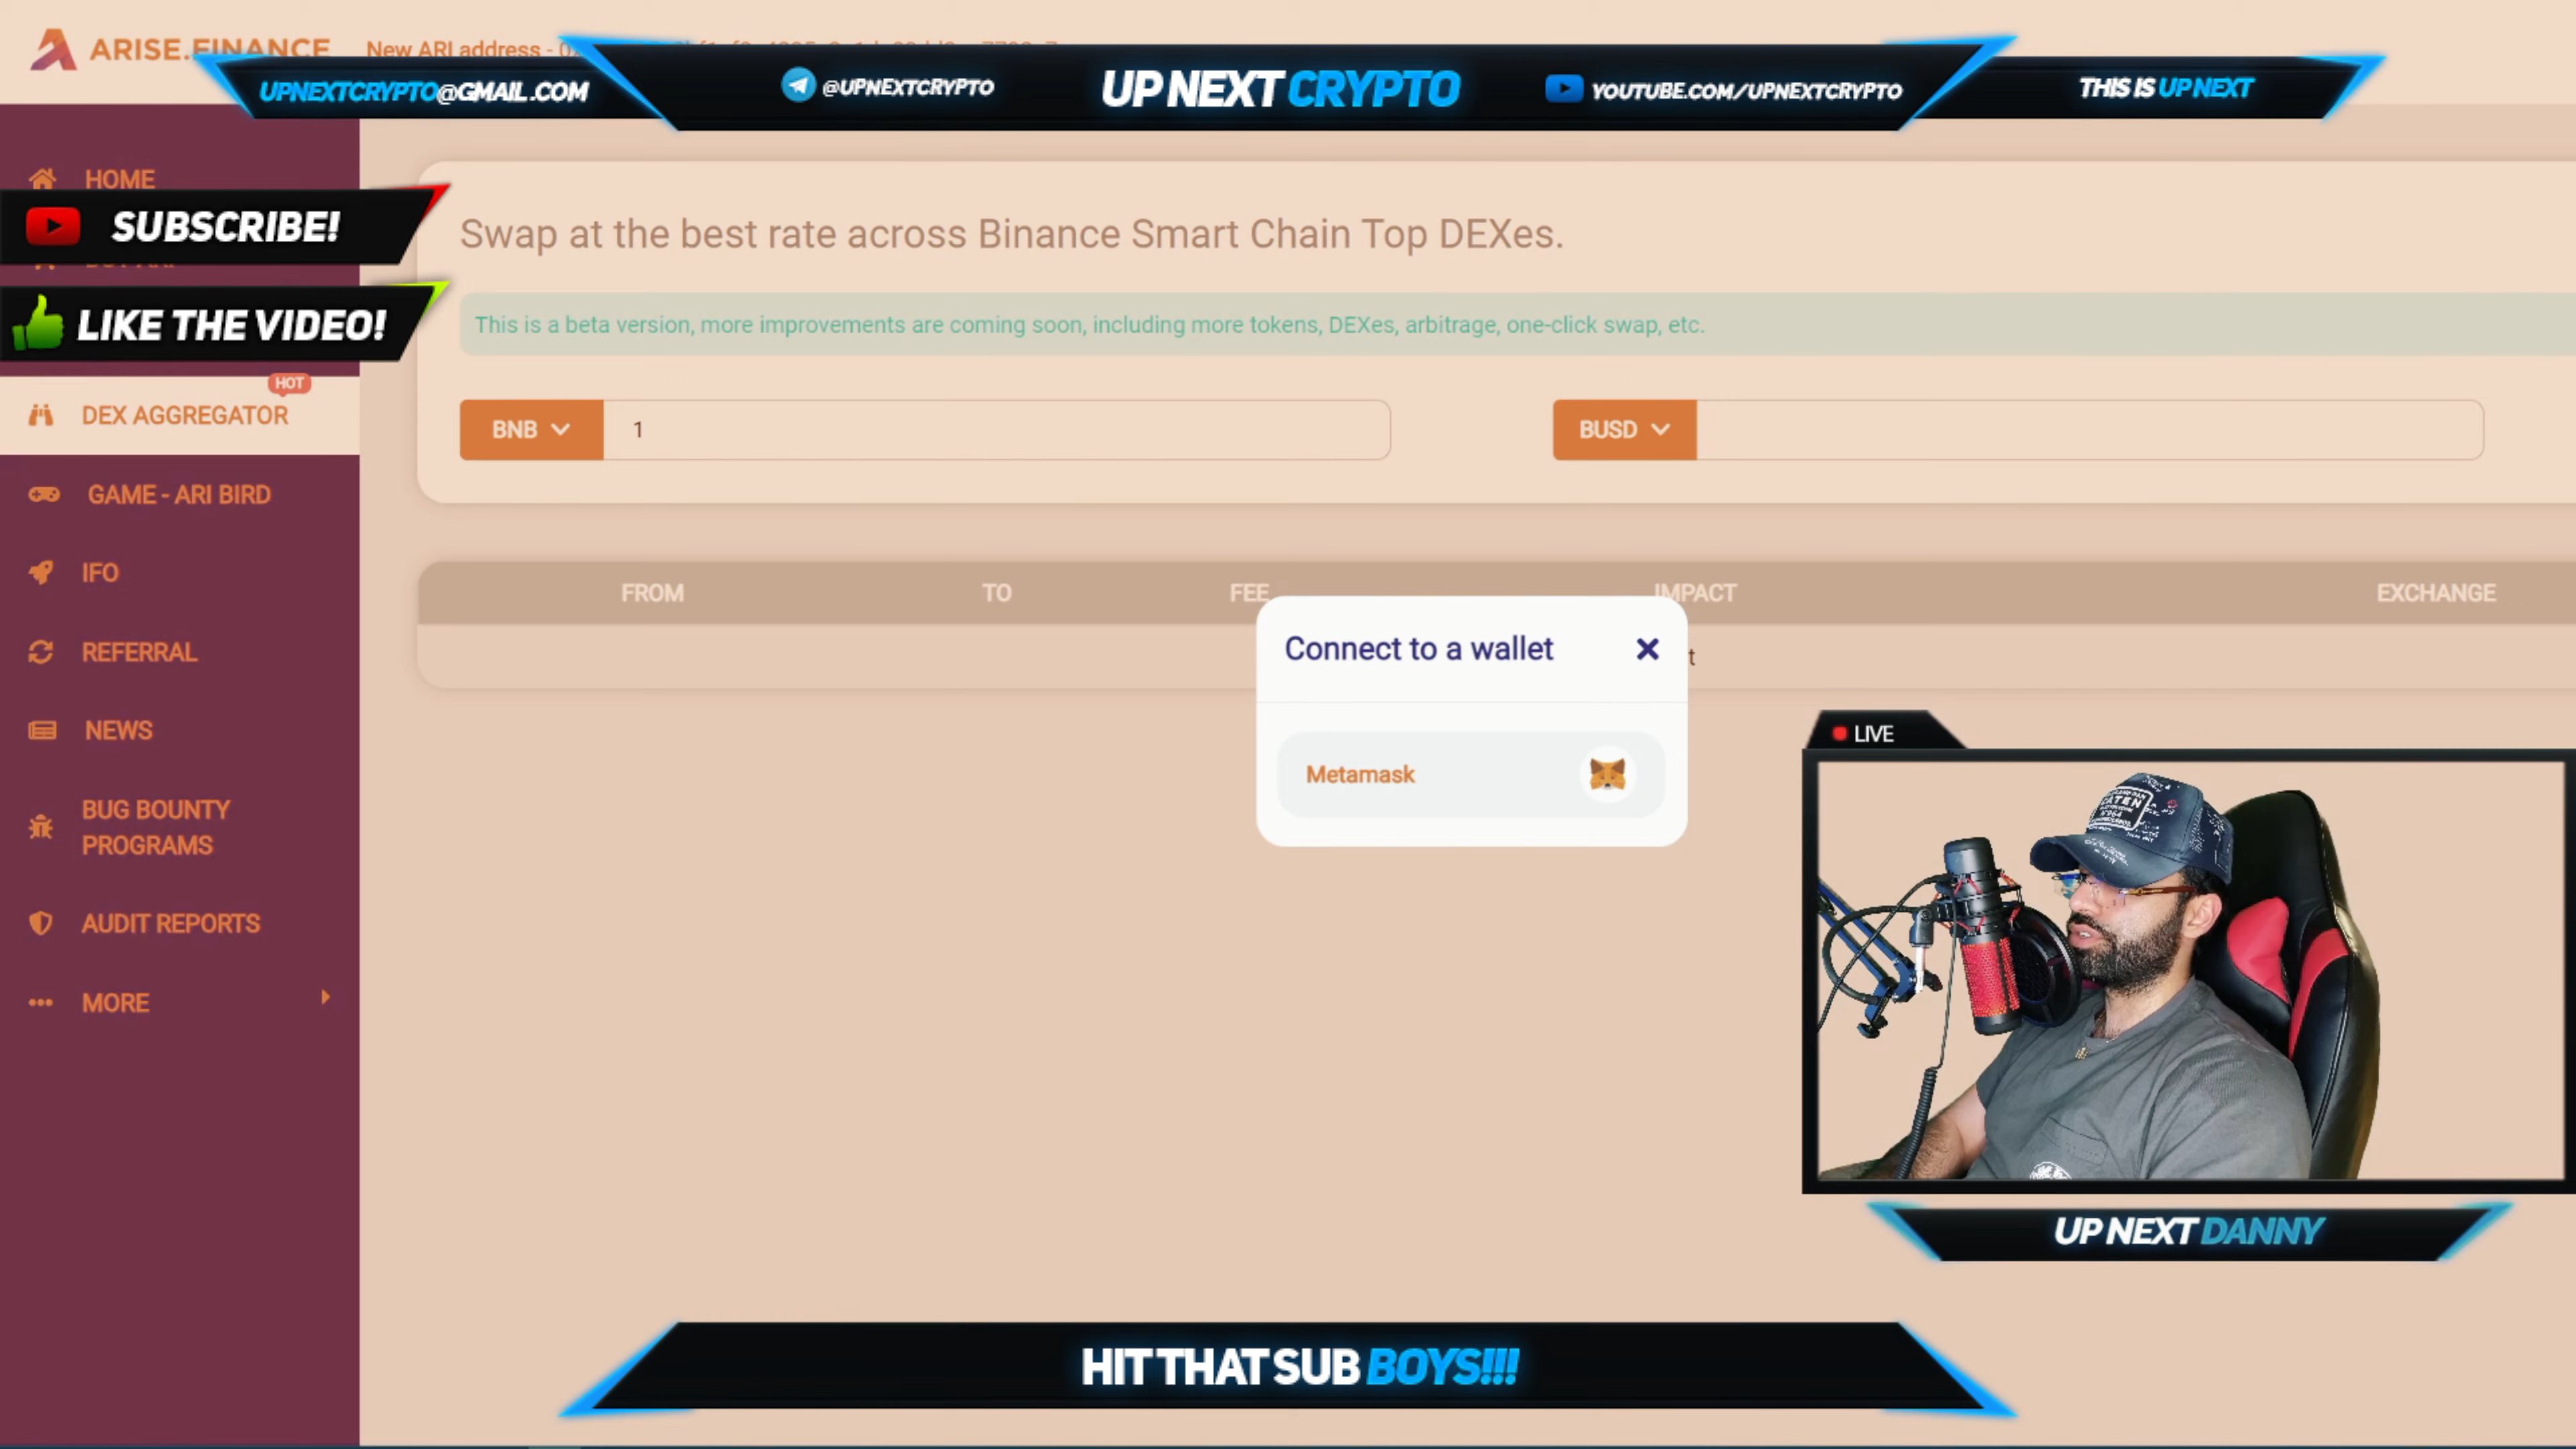 ARISE.FINANCE
New ARI address -
UPNEXTCRYPTO@GMAIL.COM
@UPNEXTCRYPTO
UP NEXT CRYPTO
YOUTUBE.COM/UPNEXTCRYPTO
THIS IS UP NEXT
HOME
SUBSCRIBE!
LIKE THE VIDEO!
HOT
DEX AGGREGATOR
GAME - ARI BIRD
IFO
REFERRAL
NEWS
BUG BOUNTY
PROGRAMS
AUDIT REPORTS
MORE
Swap at the best rate across Binance Smart Chain Top DEXes.
This is a beta version, more improvements are coming soon, including more tokens, DEXes, arbitrage, one-click swap, etc.
BNB 1
BUSD
FROM TO FEE IMPACT EXCHANGE
Connect to a wallet
Metamask
LIVE
UP NEXT DANNY
HIT THAT SUB BOYS!!!